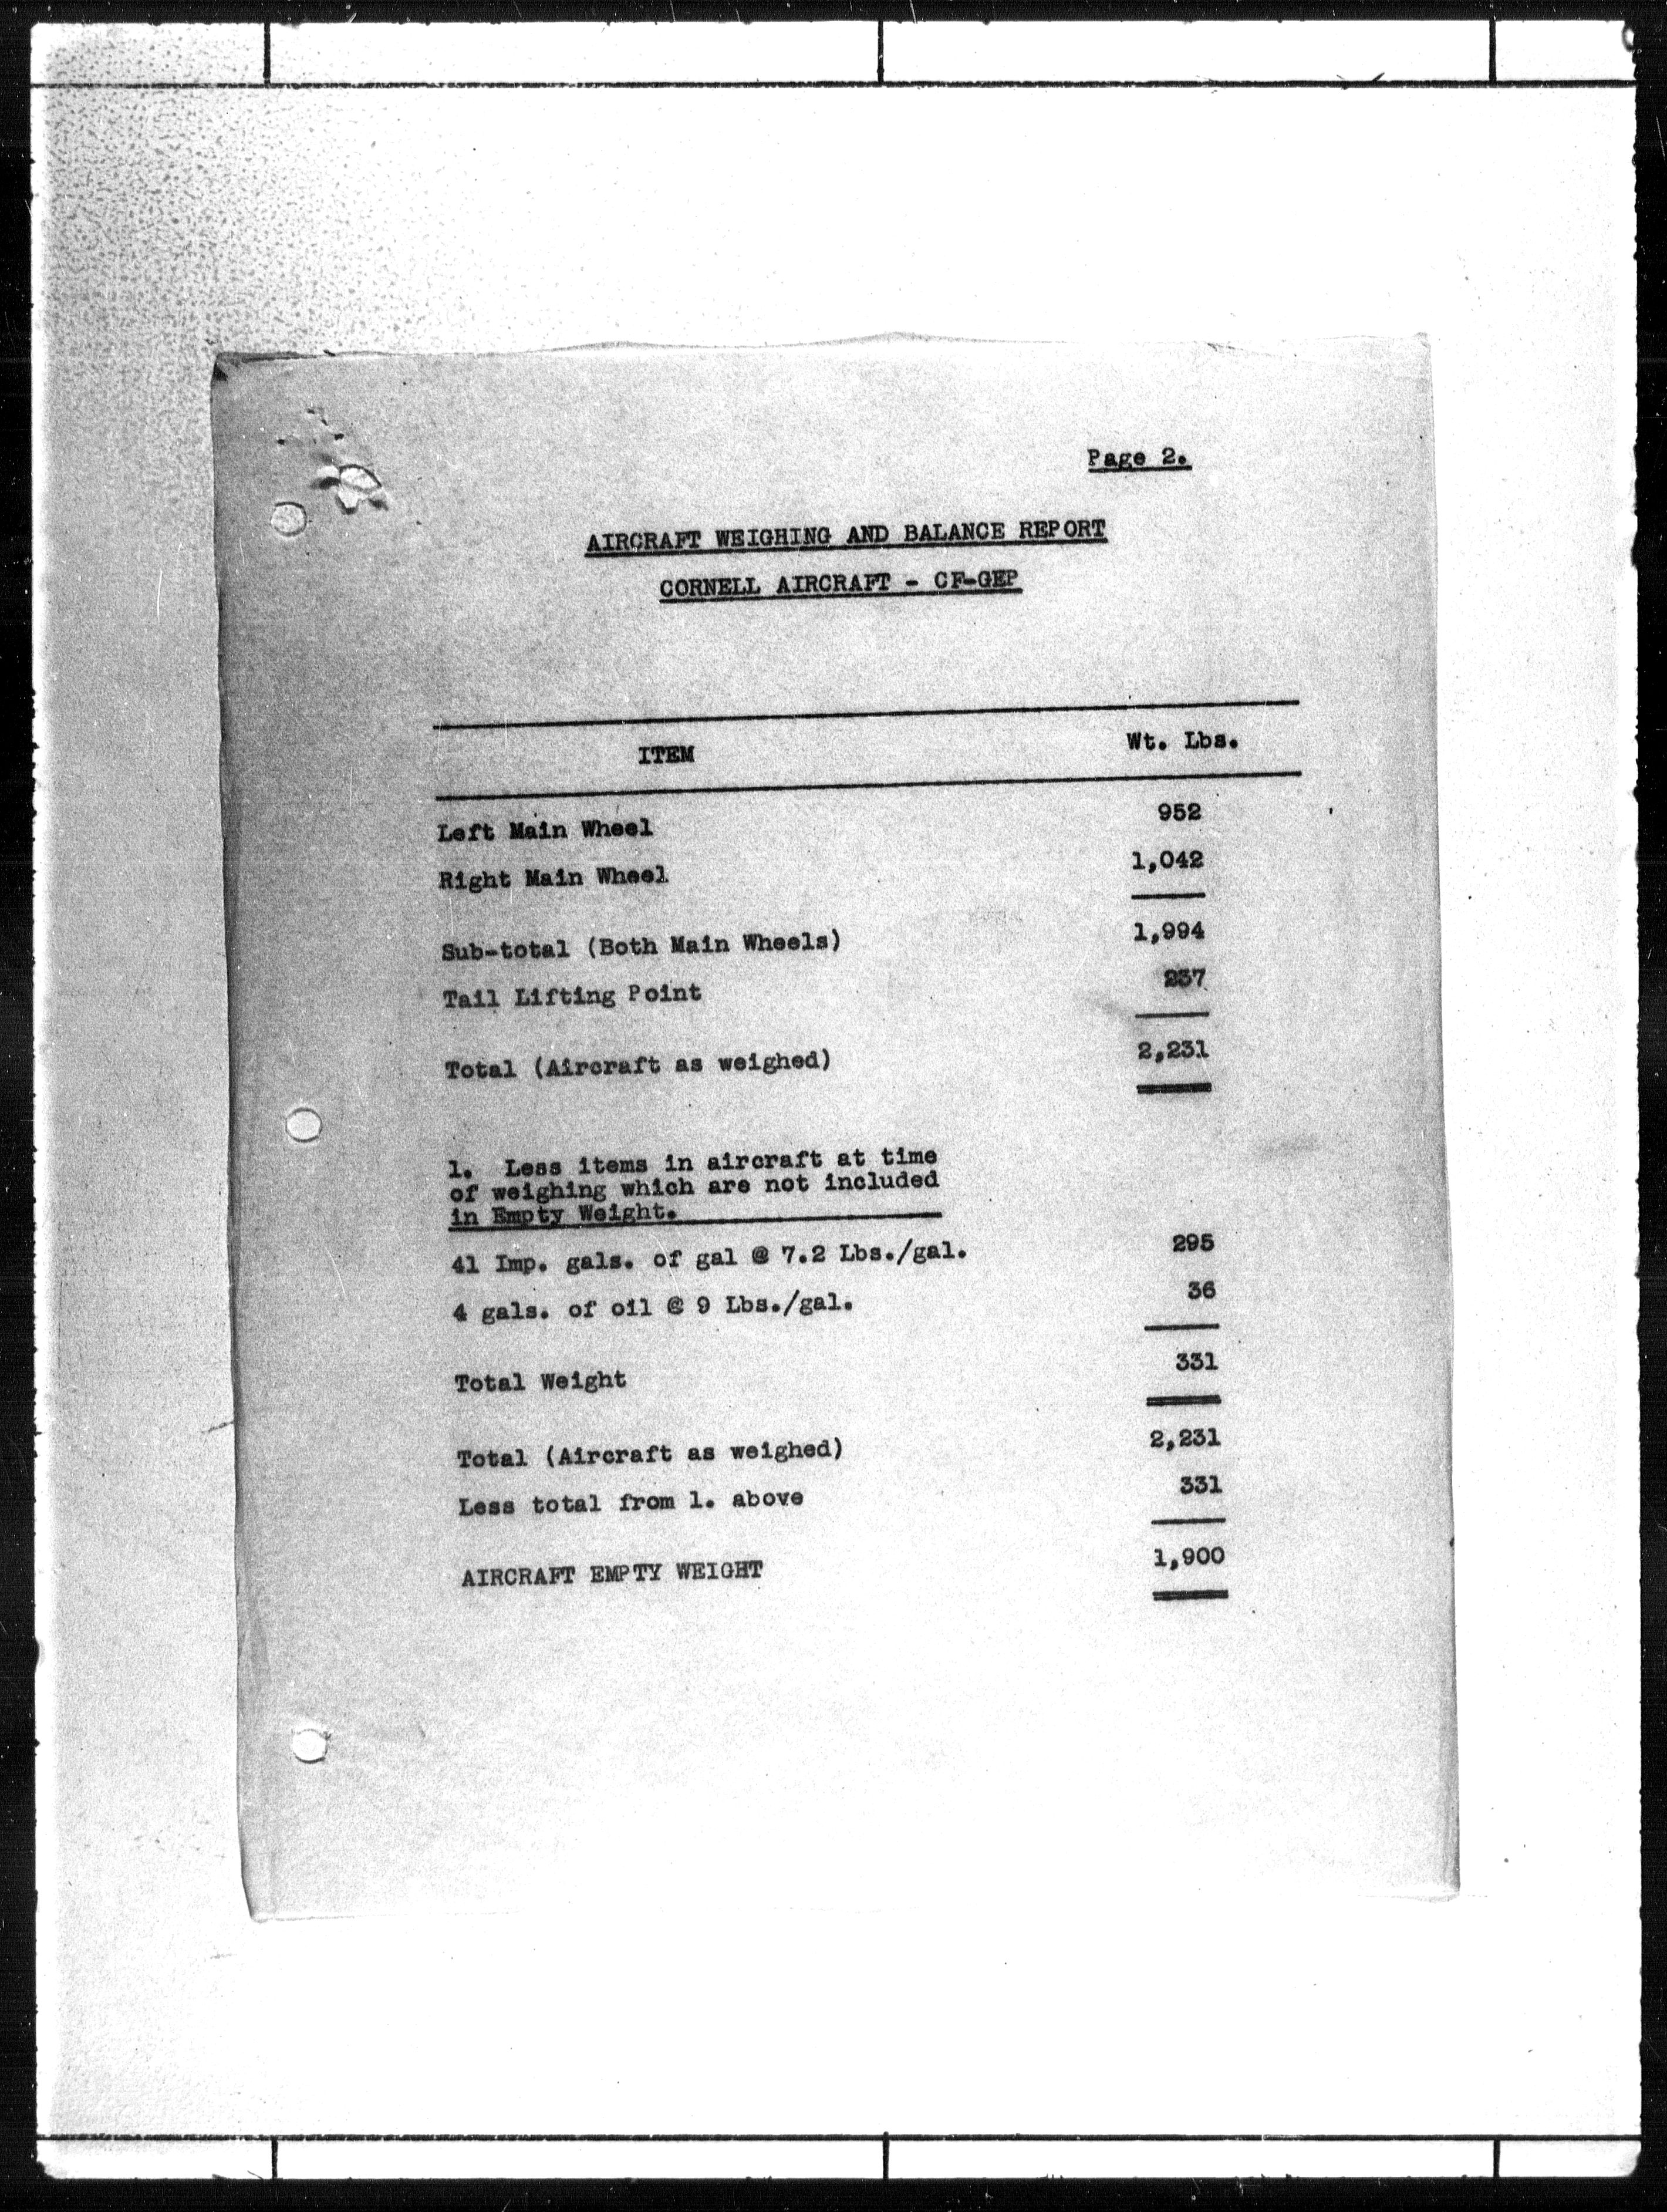 Page 2.
AIRCRAFT WEIGHING AND BALANCE REPORT
CORNELL AIRCRAFT - CF-GEP
ITEM Wt. Lbs.
Left Main Wheel 952
Right Main Wheel 1,042
Sub-total (Both Main Wheels) 1,994
Tail Lifting Point 237
Total (Aircraft as weighed) 2,231
1. Less items in aircraft at time
of weighing which are not included
in Empty Weight.
41 Imp. gals. of gal @ 7.2 Lbs./gal. 295
4 gals. of oil @ 9 Lbs./gal. 36
Total Weight 331
Total (Aircraft as weighed) 2,231
Less total from 1. above 331
AIRCRAFT EMPTY WEIGHT 1,900